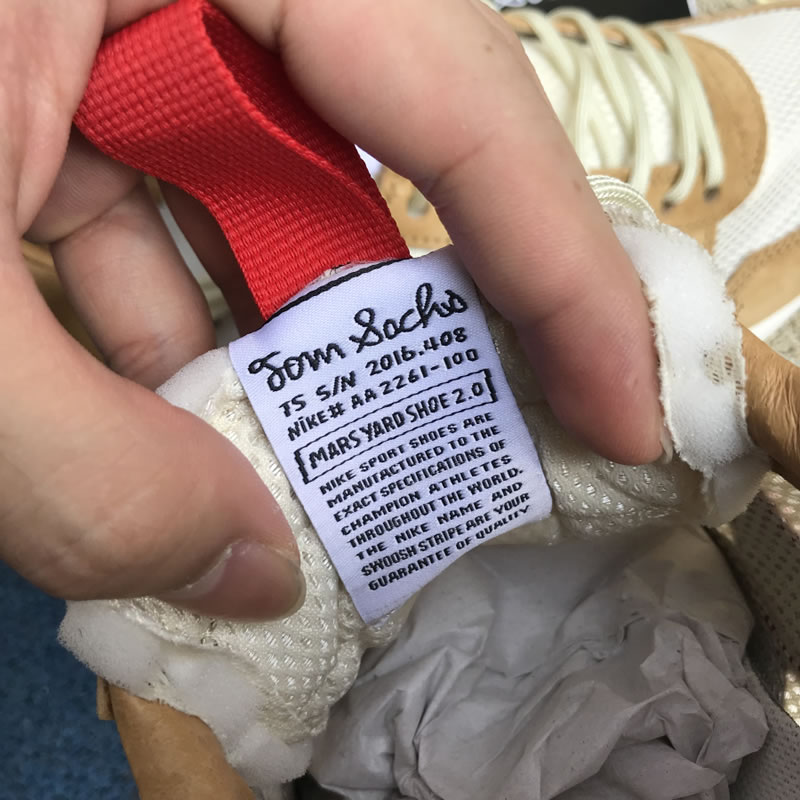 Tom Sachs
TS S/N 2016.408
NIKE# AA2261-100
MARS YARD SHOE 2.0
NIKE SPORT SHOES ARE
MANUFACTURED TO THE
EXACT SPECIFICATIONS OF
CHAMPION ATHLETES
THROUGHOUT THE WORLD.
THE NIKE NAME AND
SWOOSH STRIPE ARE YOUR
GUARANTEE OF QUALITY